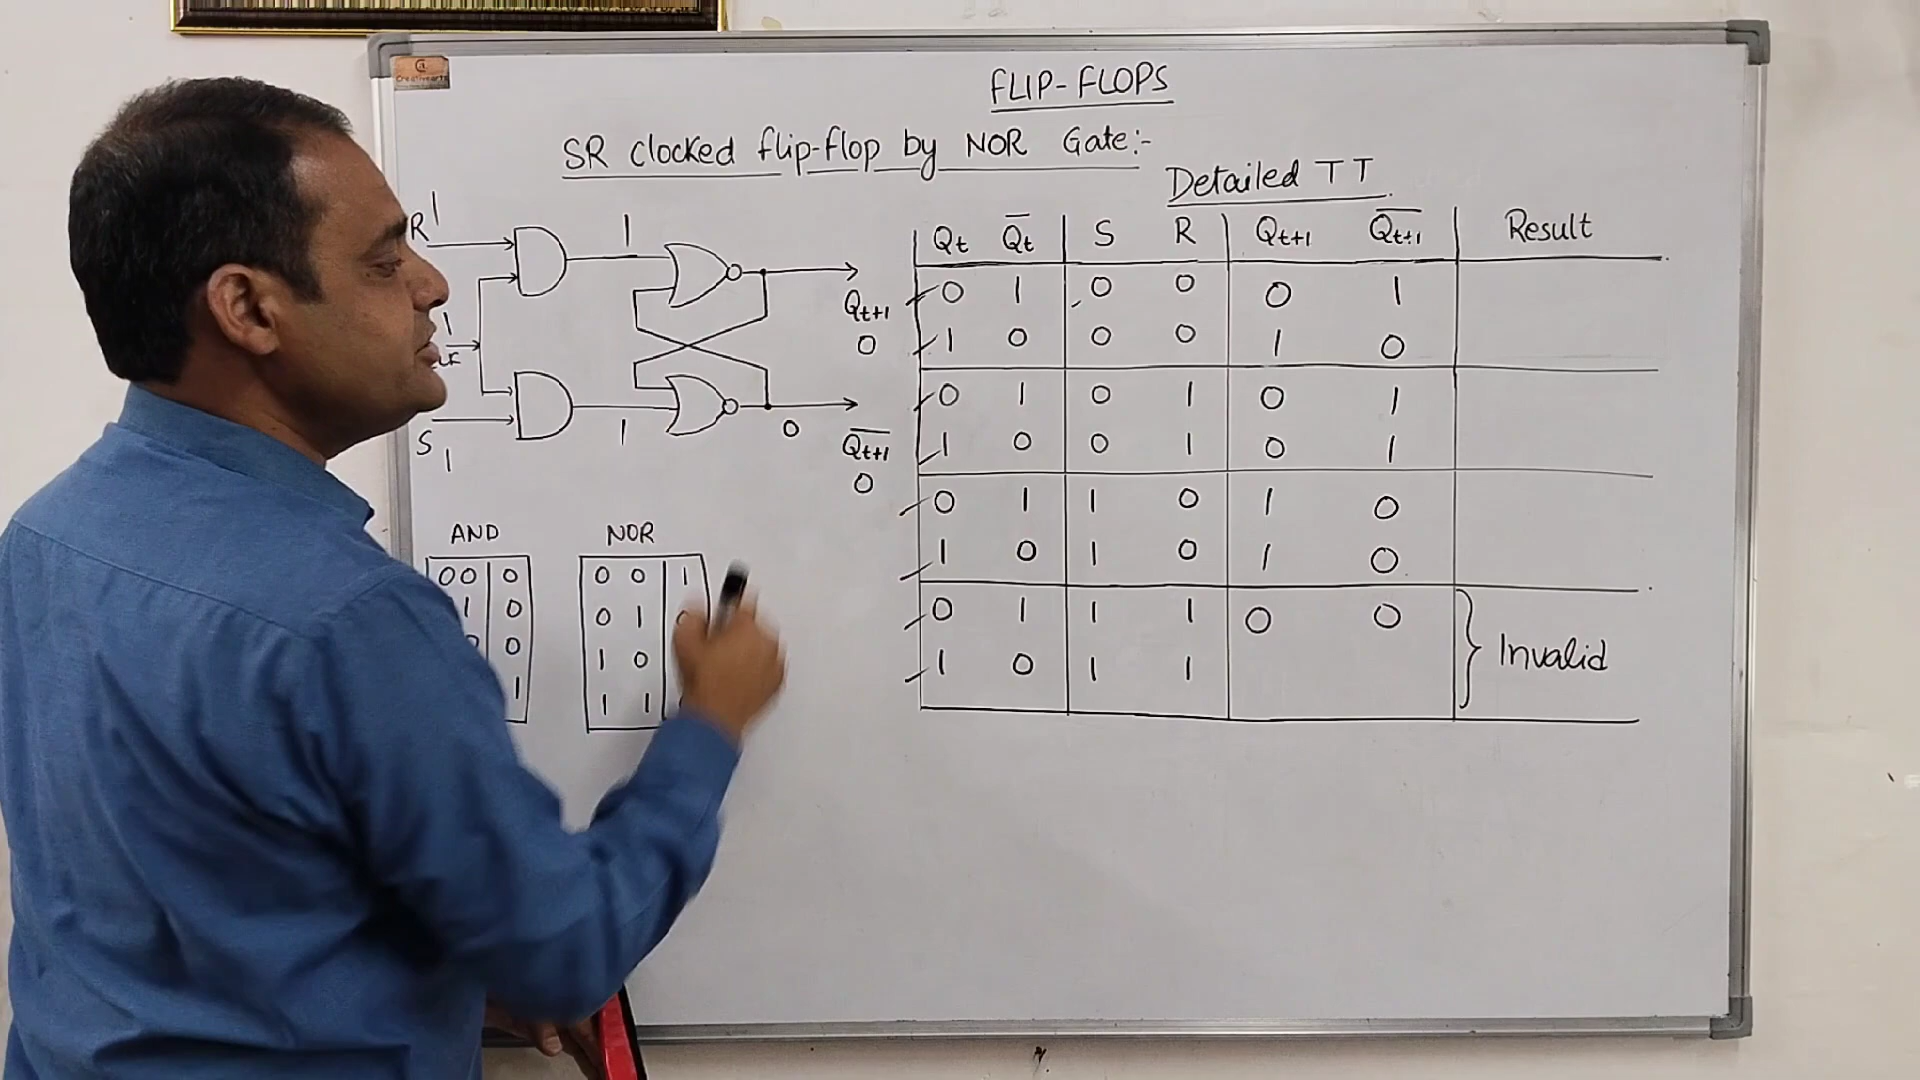 Creative arts
FLIP-FLOPS
SR clocked flip-flop by NOR Gate:-
Detailed TT
R 1
1
1
S
1
1
0
Qt+1
0
Q̅t+1
0
AND
00 0
1 0
0 0
1
NOR
0 0 1
0 1
1 0
1 1
Qt Q̅t S R Qt+1 Q̅t+1 Result
0 1 0 0 0 1
1 0 0 0 1 0
0 1 0 1 0 1
1 0 0 1 0 1
0 1 1 0 1 0
1 0 1 0 1 0
0 1 1 1 0 0
1 0 1 1
Invalid